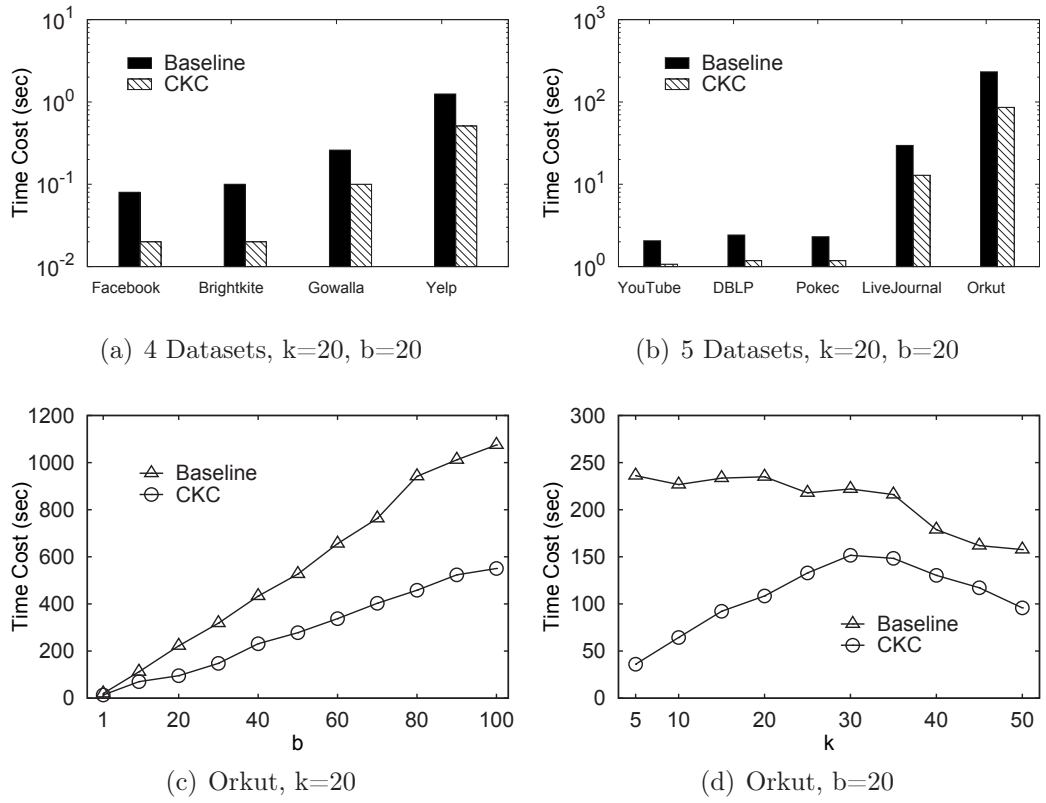 Time Cost (sec)
10^1
10^0
10^-1
10^-2
Baseline
CKC
Facebook
Brightkite
Gowalla
Yelp
(a) 4 Datasets, k=20, b=20
Time Cost (sec)
10^3
10^2
10^1
10^0
Baseline
CKC
YouTube
DBLP
Pokec
LiveJournal
Orkut
(b) 5 Datasets, k=20, b=20
Time Cost (sec)
1200
1000
800
600
400
200
0
Baseline
CKC
1
20
40
60
80
100
b
(c) Orkut, k=20
Time Cost (sec)
300
250
200
150
100
50
0
Baseline
CKC
5
10
20
30
40
50
k
(d) Orkut, b=20